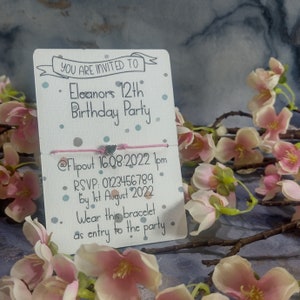 YOU ARE INVITED TO
Eleanors 12th
Birthday Party
@Flipout 16.08.2022 1pm
RSVP 0123456789
by 1st August 2022
Wear this bracelet
as entry to the party